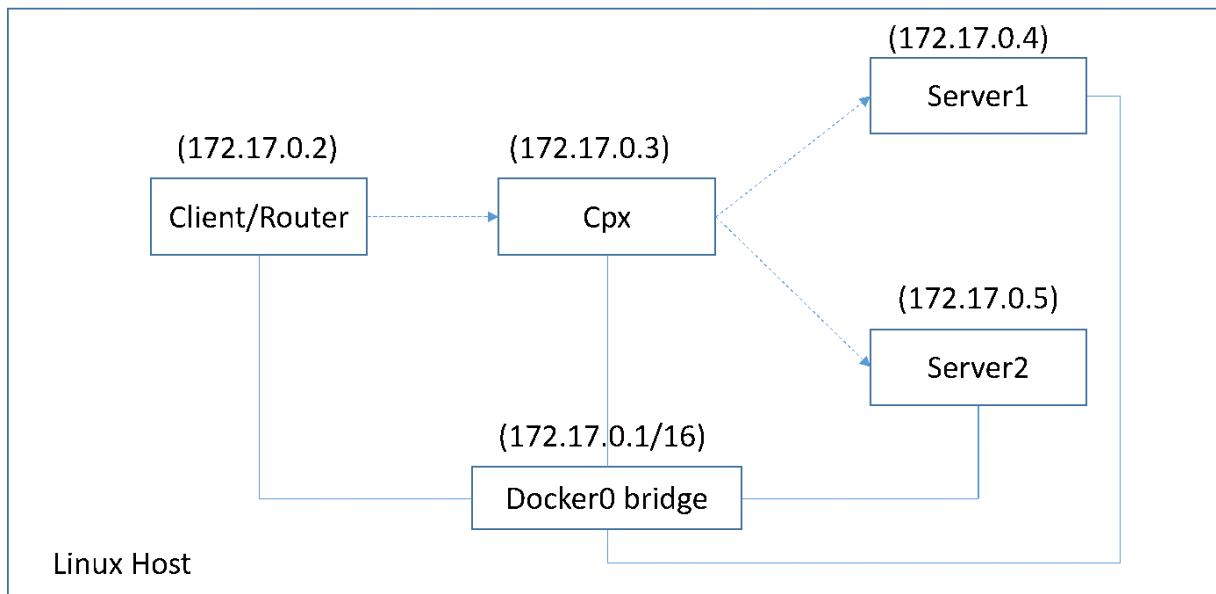 (172.17.0.4)
Server1
(172.17.0.2)
Client/Router
(172.17.0.3)
Cpx
(172.17.0.5)
Server2
(172.17.0.1/16)
Docker0 bridge
Linux Host